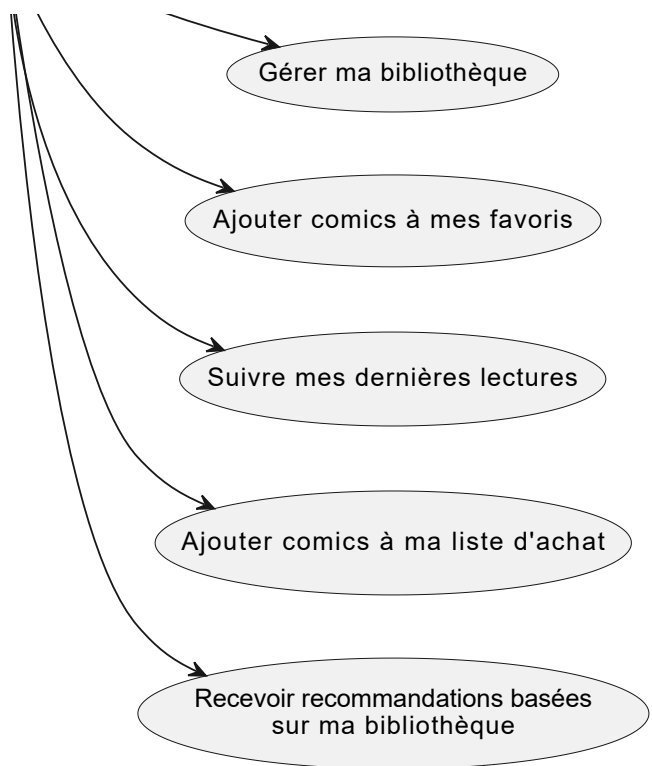 Gérer ma bibliothèque
Ajouter comics à mes favoris
Suivre mes dernières lectures
Ajouter comics à ma liste d'achat
Recevoir recommandations basées
sur ma bibliothèque